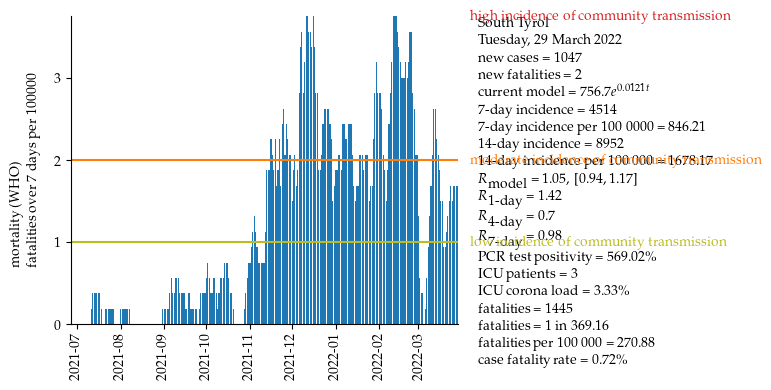 high incidence of community transmission
South Tyrol
Tuesday, 29 March 2022
new cases = 1047
new fatalities = 2
current model = 756.7e^0.0121t
7-day incidence = 4514
7-day incidence per 100 0000 = 846.21
14-day incidence = 8952
14-day incidence per 100 0000 = 1678.17
moderate incidence of community transmission
R model = 1.05, [0.94, 1.17]
R 1-day = 1.42
R 4-day = 0.7
R 7-day = 0.98
low incidence of community transmission
PCR test positivity = 569.02%
ICU patients = 3
ICU corona load = 3.33%
fatalities = 1445
fatalities = 1 in 369.16
fatalities per 100 000 = 270.88
case fatality rate = 0.72%
mortality (WHO)
fatalities over 7 days per 100000
3
2
1
0
2021-07
2021-08
2021-09
2021-10
2021-11
2021-12
2022-01
2022-02
2022-03